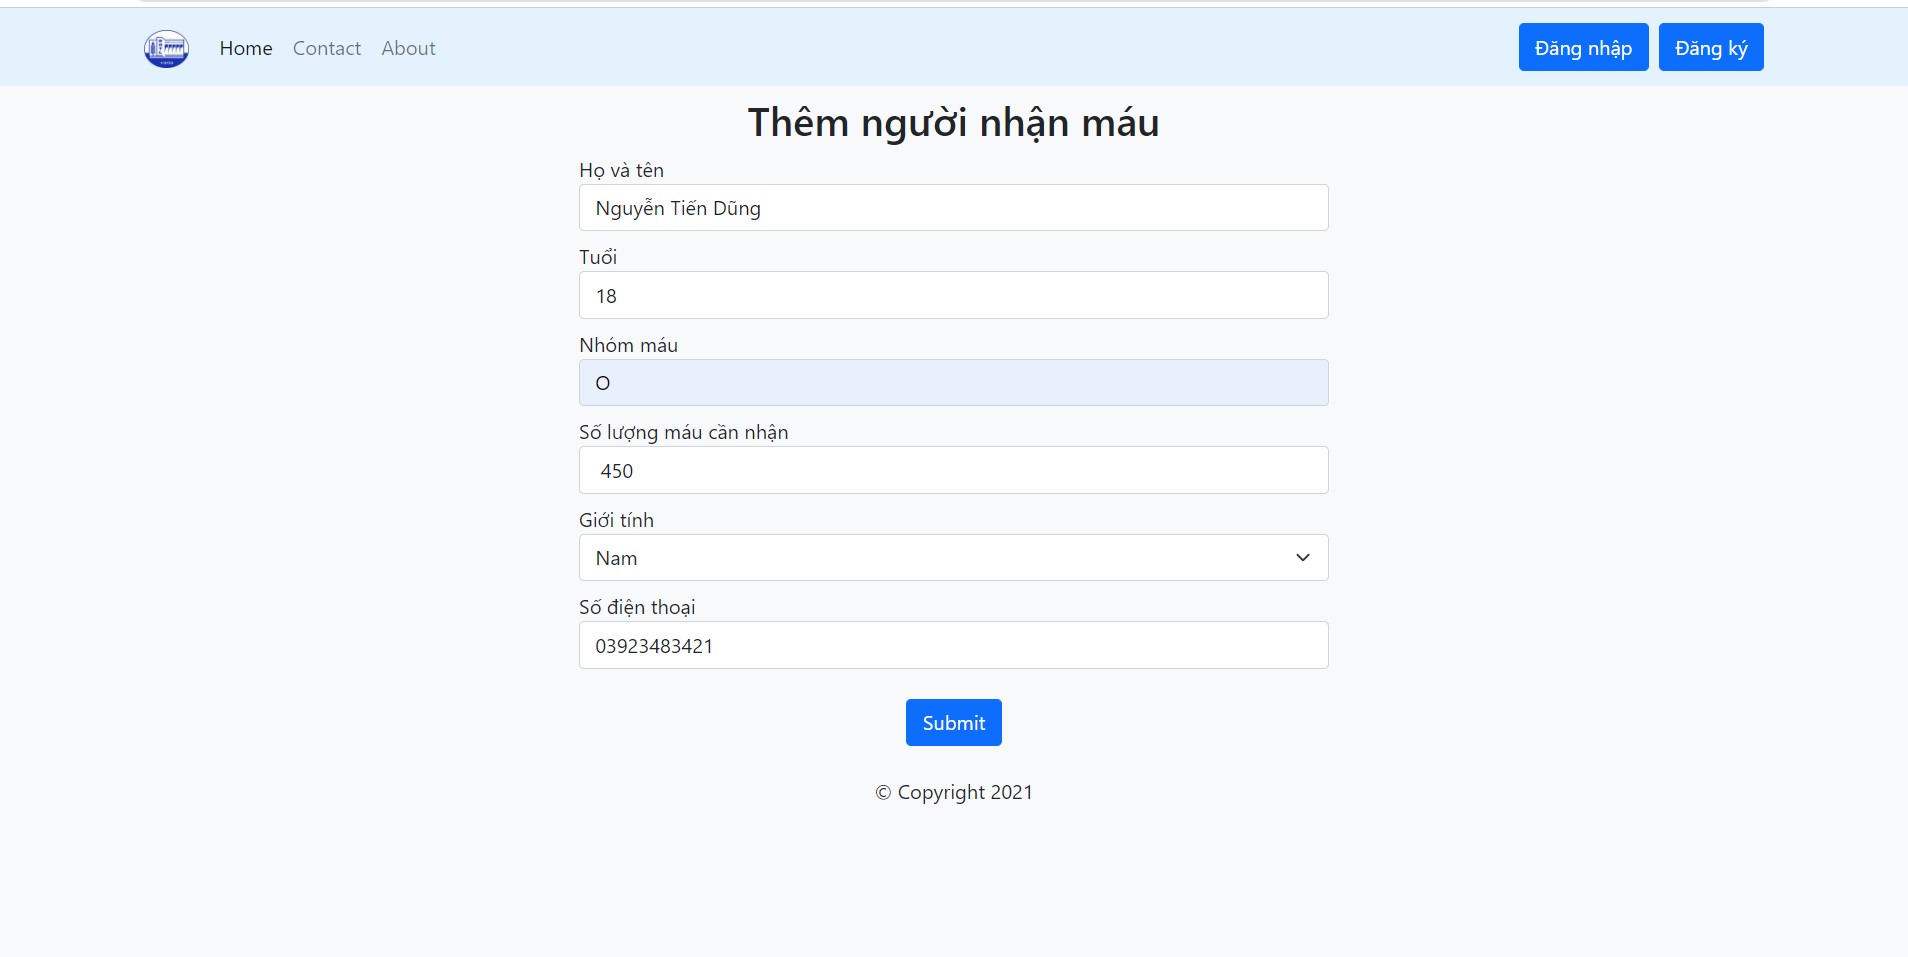 Home Contact About Đăng nhập Đăng ký
Thêm người nhận máu
Họ và tên
Nguyễn Tiến Dũng
Tuổi
18
Nhóm máu
O
Số lượng máu cần nhận
450
Giới tính
Nam
Số điện thoại
03923483421
Submit
© Copyright 2021